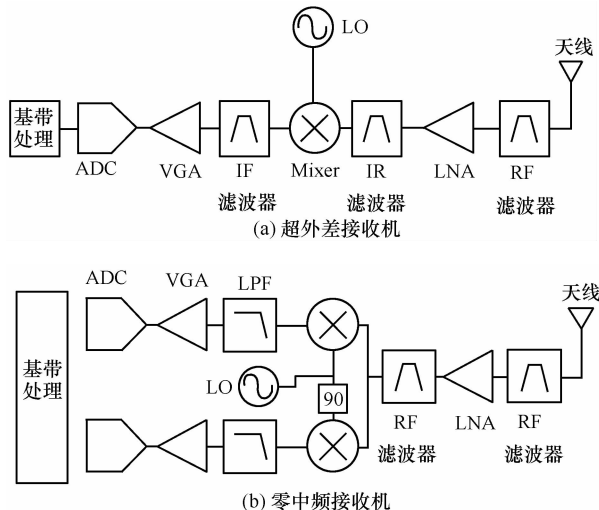 LO
天线
基带
处理
ADC
VGA
IF
滤波器
Mixer
IR
滤波器
LNA
RF
滤波器
(a) 超外差接收机
ADC
VGA
LPF
天线
基带
处理
LO
90
RF
滤波器
LNA
RF
滤波器
(b) 零中频接收机